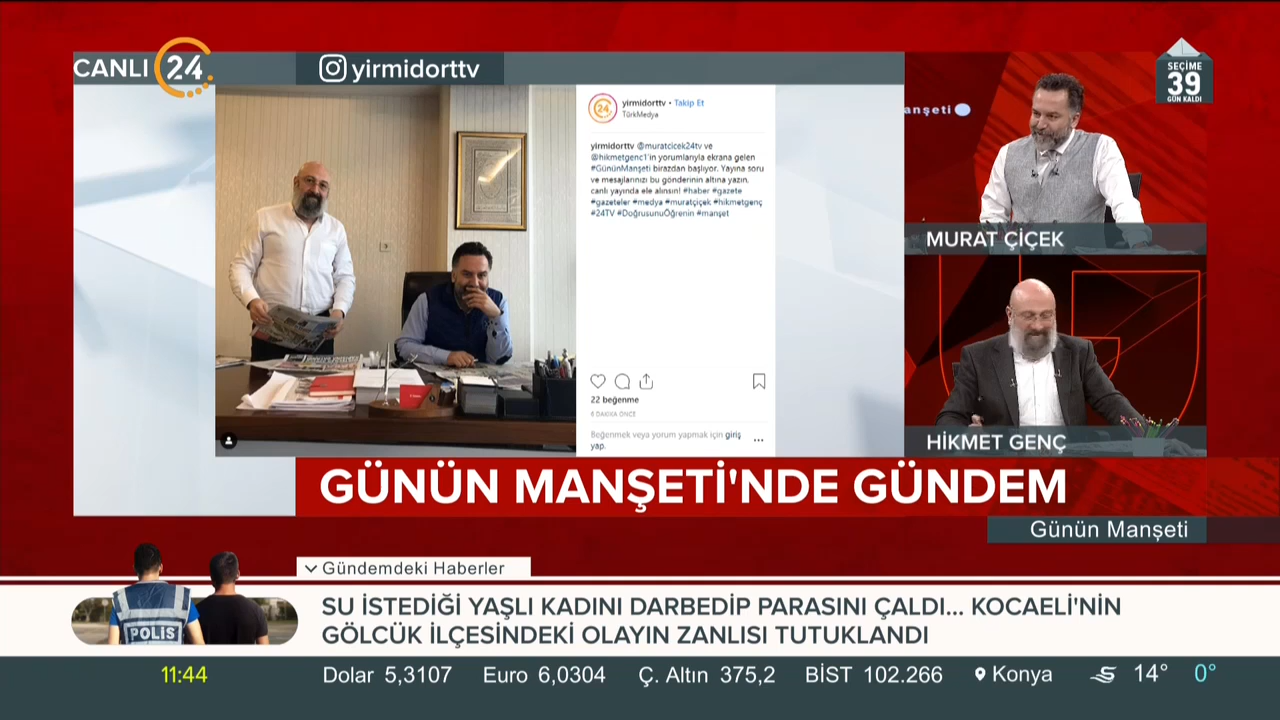 CANLI 24
yirmidorttv
SEÇİME
39
GÜN KALDI
yirmidorttv • Takip Et
TürkMedya
yirmidorttv @muratcicek24tv ve
@hikmetgenc1'in yorumlarıyla ekrana gelen
#GününManşeti birazdan başlıyor. Yayına soru
ve mesajlarınızı bu gönderinin altına yazın,
canlı yayında ele alınsın! #haber #gazete
#gazeteler #medya #muratçiçek #hikmetgenç
#24TV #DoğrusunuÖğrenin #manşet
22 beğenme
6 DAKİKA ÖNCE
Beğenmek veya yorum yapmak için giriş
yap.
anşeti
MURAT ÇİÇEK
HİKMET GENÇ
GÜNÜN MANŞETİ'NDE GÜNDEM
Günün Manşeti
Gündemdeki Haberler
POLİS
SU İSTEDİĞİ YAŞLI KADINI DARBEDİP PARASINI ÇALDI... KOCAELİ'NİN
GÖLCÜK İLÇESİNDEKİ OLAYIN ZANLISI TUTUKLANDI
11:44 Dolar 5,3107 Euro 6,0304 Ç. Altın 375,2 BİST 102.266 Konya 14° 0°